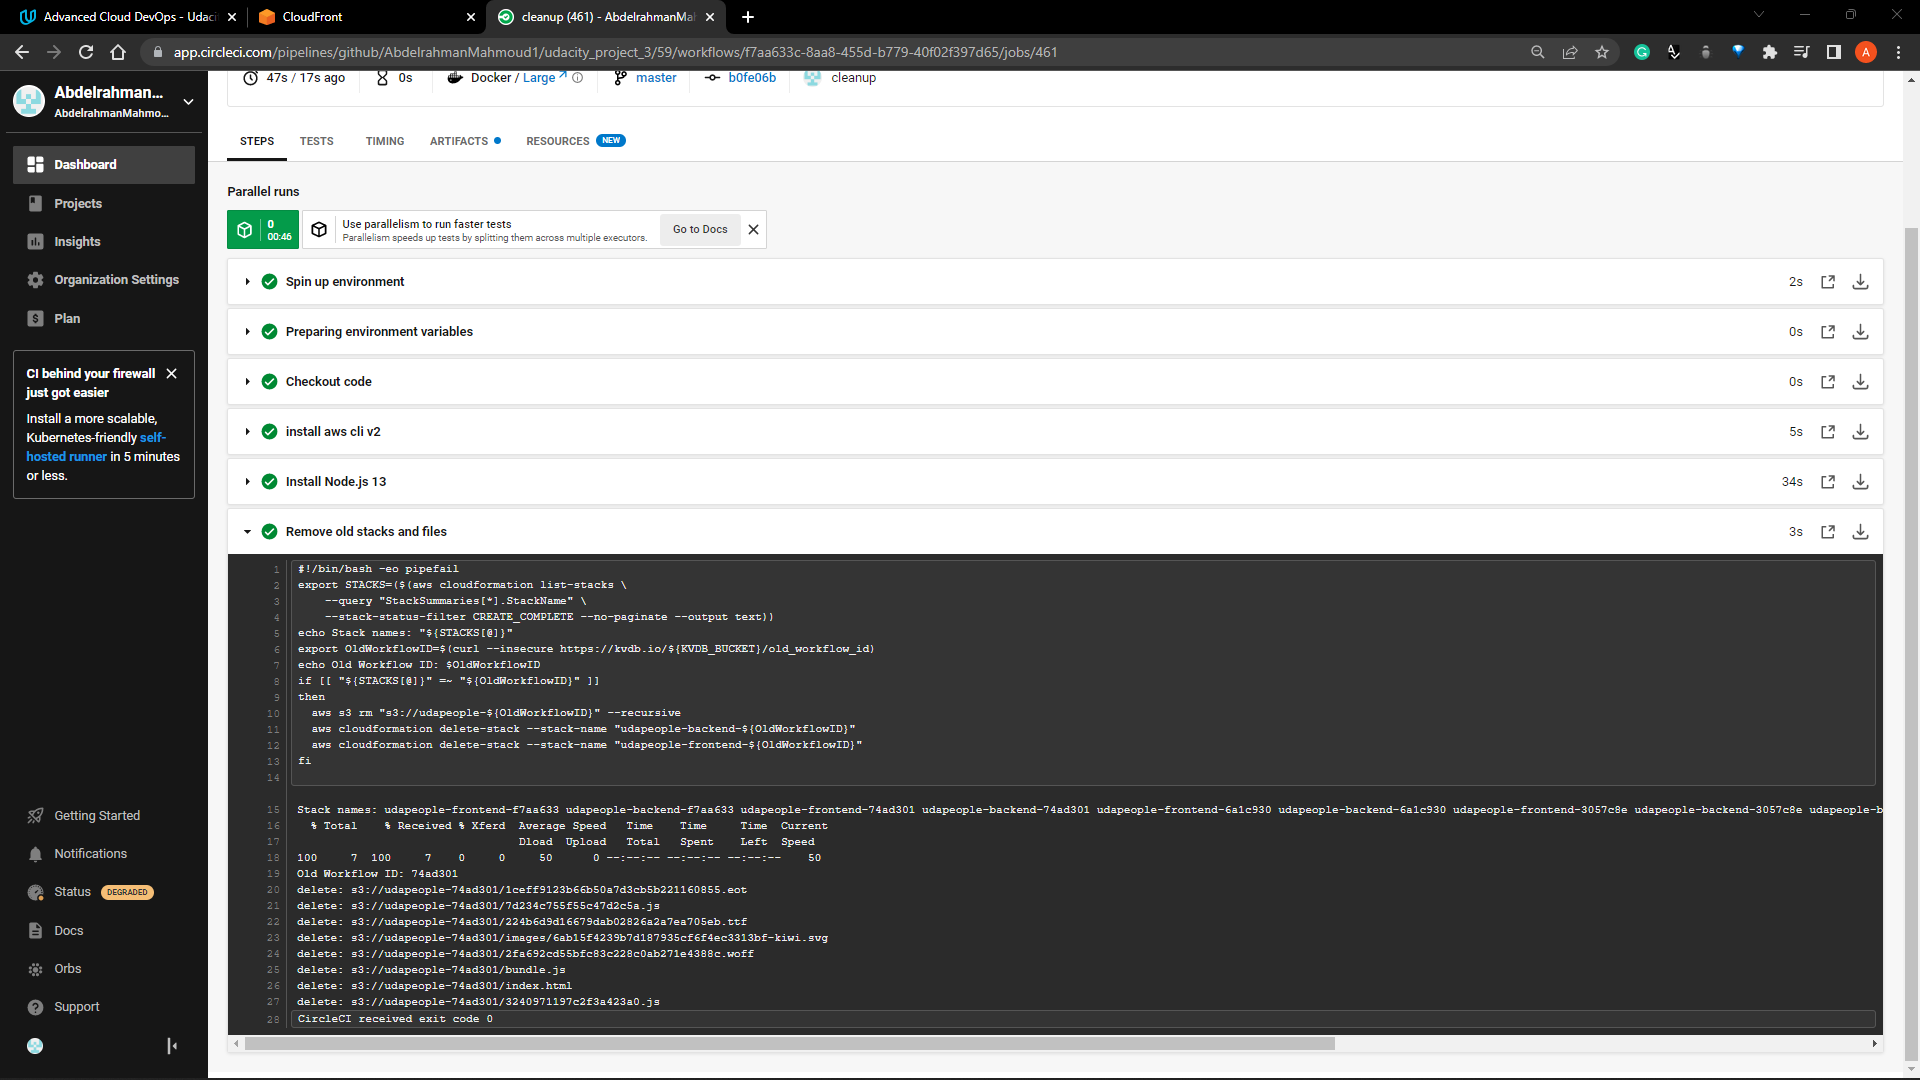 Advanced Cloud DevOps - Udaci
CloudFront
cleanup (461) - AbdelrahmanMa
app.circleci.com/pipelines/github/AbdelrahmanMahmoud1/udacity_project_3/59/workflows/f7aa633c-8aa8-455d-b779-40f02f397d65/jobs/461
A
Abdelrahman...
AbdelrahmanMahmo...
Dashboard
Projects
Insights
Organization Settings
Plan
CI behind your firewall
just got easier
Install a more scalable,
Kubernetes-friendly self-
hosted runner in 5 minutes
or less.
Getting Started
Notifications
Status DEGRADED
Docs
Orbs
Support
47s / 17s ago
0s
Docker / Large
master
b0fe06b
cleanup
STEPS
TESTS
TIMING
ARTIFACTS
RESOURCES NEW
Parallel runs
0
00:46
Use parallelism to run faster tests
Parallelism speeds up tests by splitting them across multiple executors.
Go to Docs
Spin up environment 2s
Preparing environment variables 0s
Checkout code 0s
install aws cli v2 5s
Install Node.js 13 34s
Remove old stacks and files 3s
1 #!/bin/bash -eo pipefail
2 export STACKS=($(aws cloudformation list-stacks \
3 --query "StackSummaries[*].StackName" \
4 --stack-status-filter CREATE_COMPLETE --no-paginate --output text))
5 echo Stack names: "${STACKS[@]}"
6 export OldWorkflowID=$(curl --insecure https://kvdb.io/${KVDB_BUCKET}/old_workflow_id)
7 echo Old Workflow ID: $OldWorkflowID
8 if [[ "${STACKS[@]}" =~ "${OldWorkflowID}" ]]
9 then
10 aws s3 rm "s3://udapeople-${OldWorkflowID}" --recursive
11 aws cloudformation delete-stack --stack-name "udapeople-backend-${OldWorkflowID}"
12 aws cloudformation delete-stack --stack-name "udapeople-frontend-${OldWorkflowID}"
13 fi
14
15 Stack names: udapeople-frontend-f7aa633 udapeople-backend-f7aa633 udapeople-frontend-74ad301 udapeople-backend-74ad301 udapeople-frontend-6a1c930 udapeople-backend-6a1c930 udapeople-frontend-3057c8e udapeople-backend-3057c8e udapeople-b
16 % Total % Received % Xferd Average Speed Time Time Time Current
17 Dload Upload Total Spent Left Speed
18 100 7 100 7 0 0 50 0 --:--:-- --:--:-- --:--:-- 50
19 Old Workflow ID: 74ad301
20 delete: s3://udapeople-74ad301/1ceff9123b66b50a7d3cb5b221160855.eot
21 delete: s3://udapeople-74ad301/7d234c755f55c47d2c5a.js
22 delete: s3://udapeople-74ad301/224b6d9d16679dab02826a2a7ea705eb.ttf
23 delete: s3://udapeople-74ad301/images/6ab15f4239b7d187935cf6f4ec3313bf-kiwi.svg
24 delete: s3://udapeople-74ad301/2fa692cd55bfc83c228c0ab271e4388c.woff
25 delete: s3://udapeople-74ad301/bundle.js
26 delete: s3://udapeople-74ad301/index.html
27 delete: s3://udapeople-74ad301/3240971197c2f3a423a0.js
28 CircleCI received exit code 0